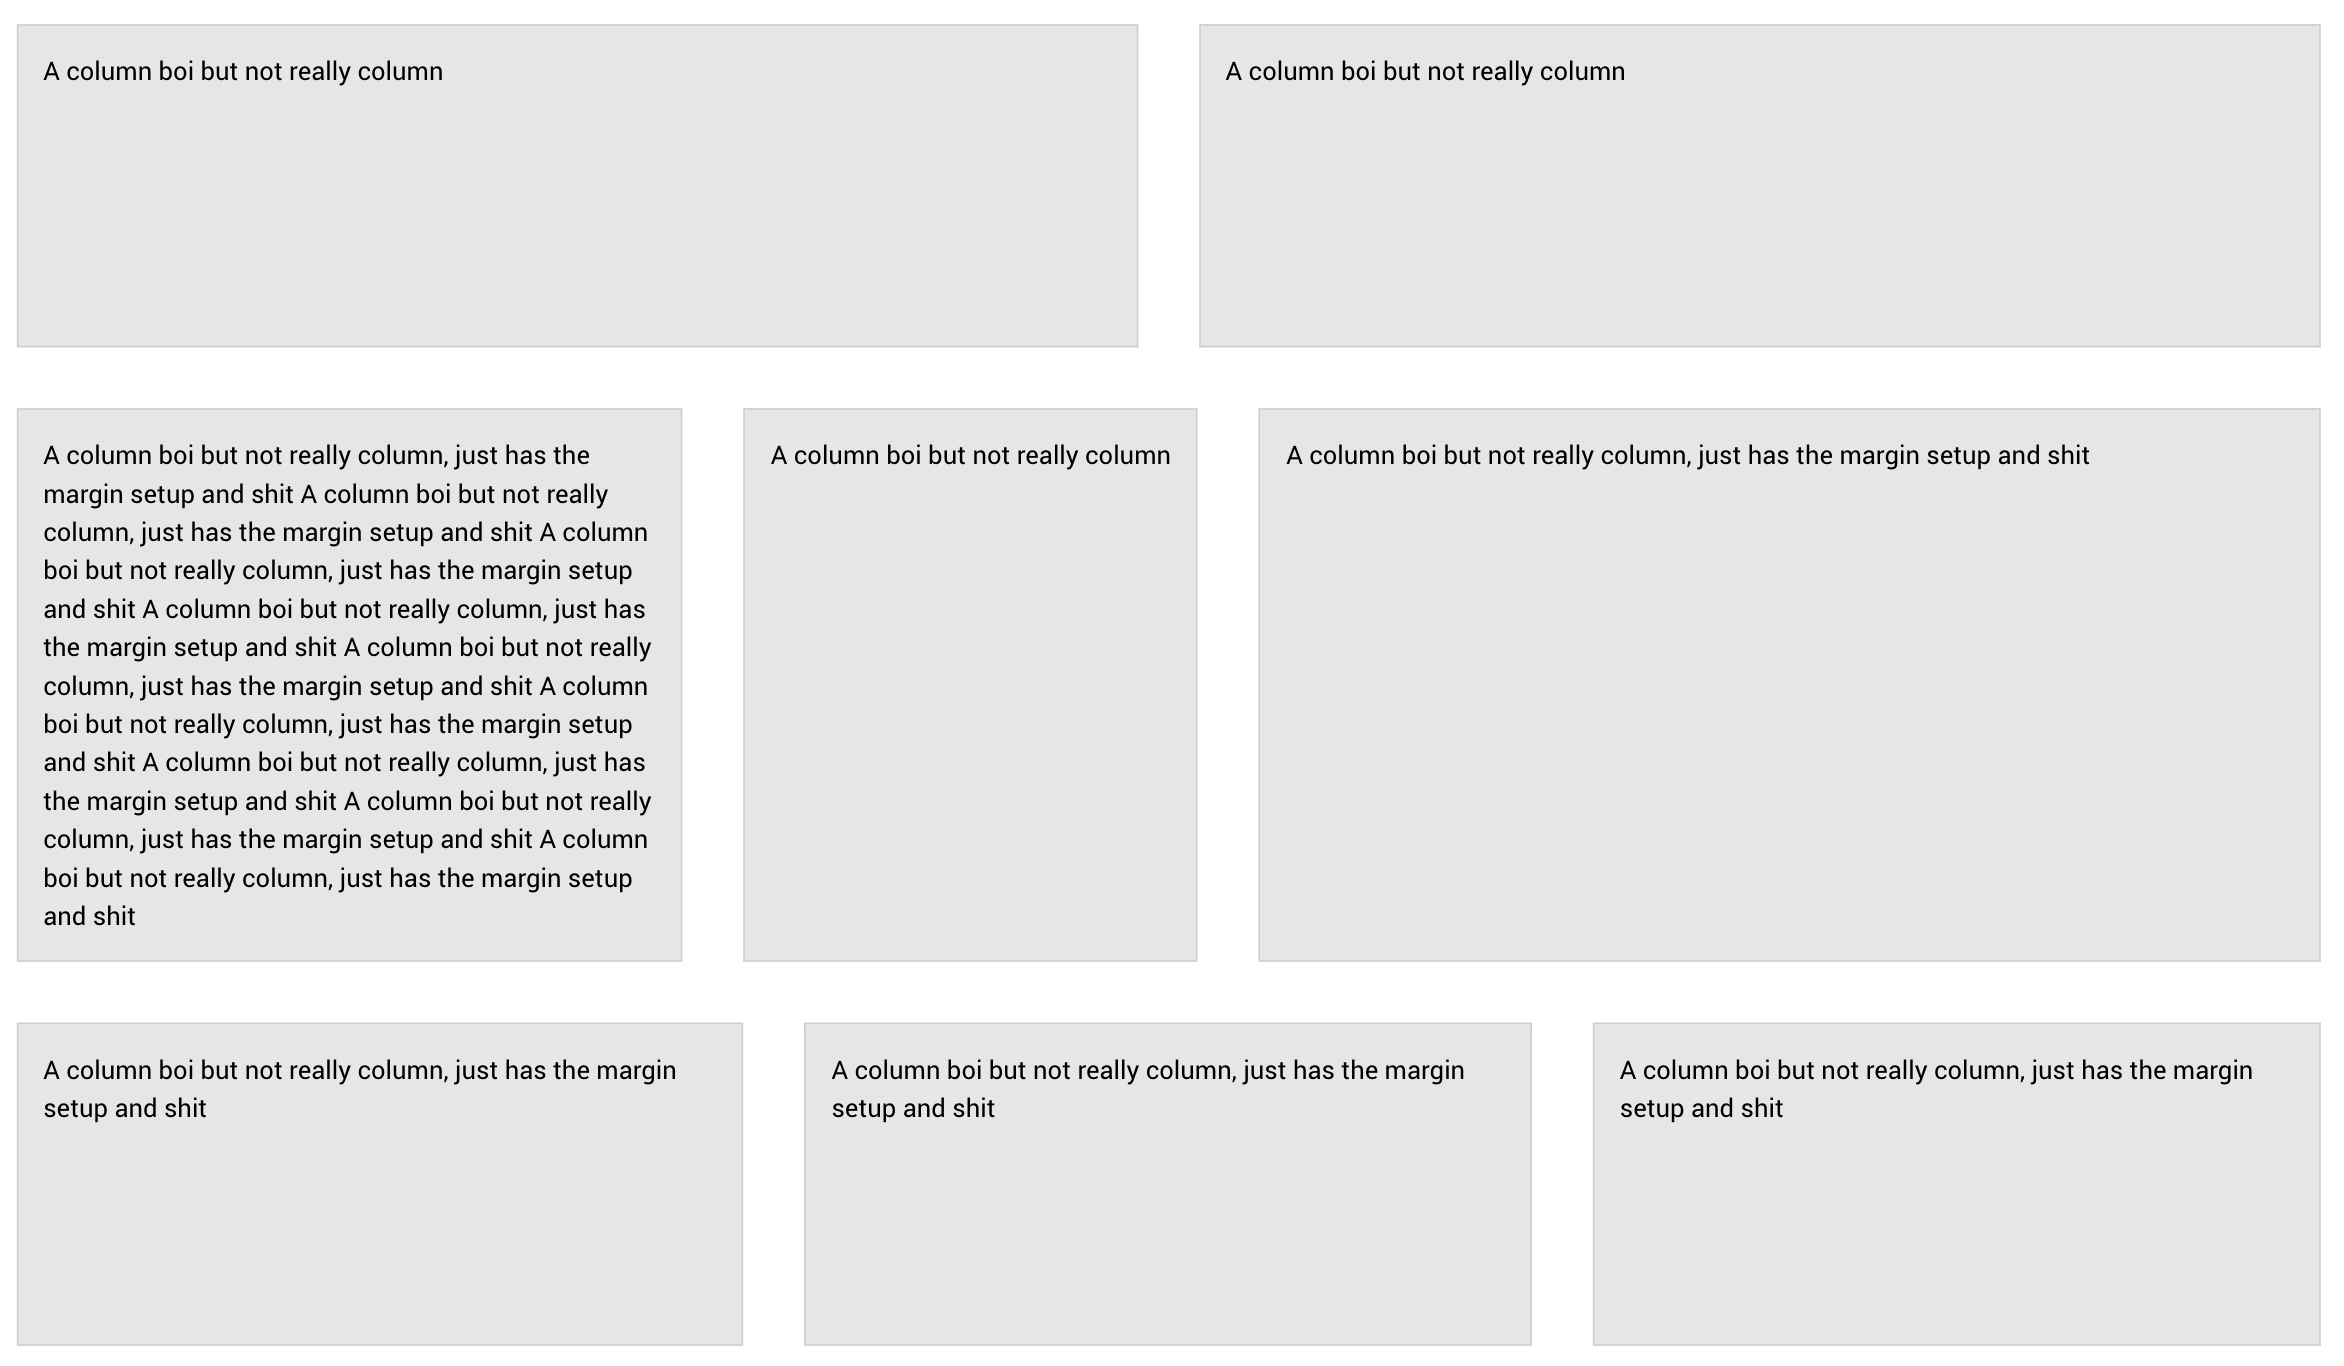 A column boi but not really column
A column boi but not really column
A column boi but not really column, just has the
margin setup and shit A column boi but not really
column, just has the margin setup and shit A column
boi but not really column, just has the margin setup
and shit A column boi but not really column, just has
the margin setup and shit A column boi but not really
column, just has the margin setup and shit A column
boi but not really column, just has the margin setup
and shit A column boi but not really column, just has
the margin setup and shit A column boi but not really
column, just has the margin setup and shit A column
boi but not really column, just has the margin setup
and shit
A column boi but not really column
A column boi but not really column, just has the margin setup and shit
A column boi but not really column, just has the margin
setup and shit
A column boi but not really column, just has the margin
setup and shit
A column boi but not really column, just has the margin
setup and shit